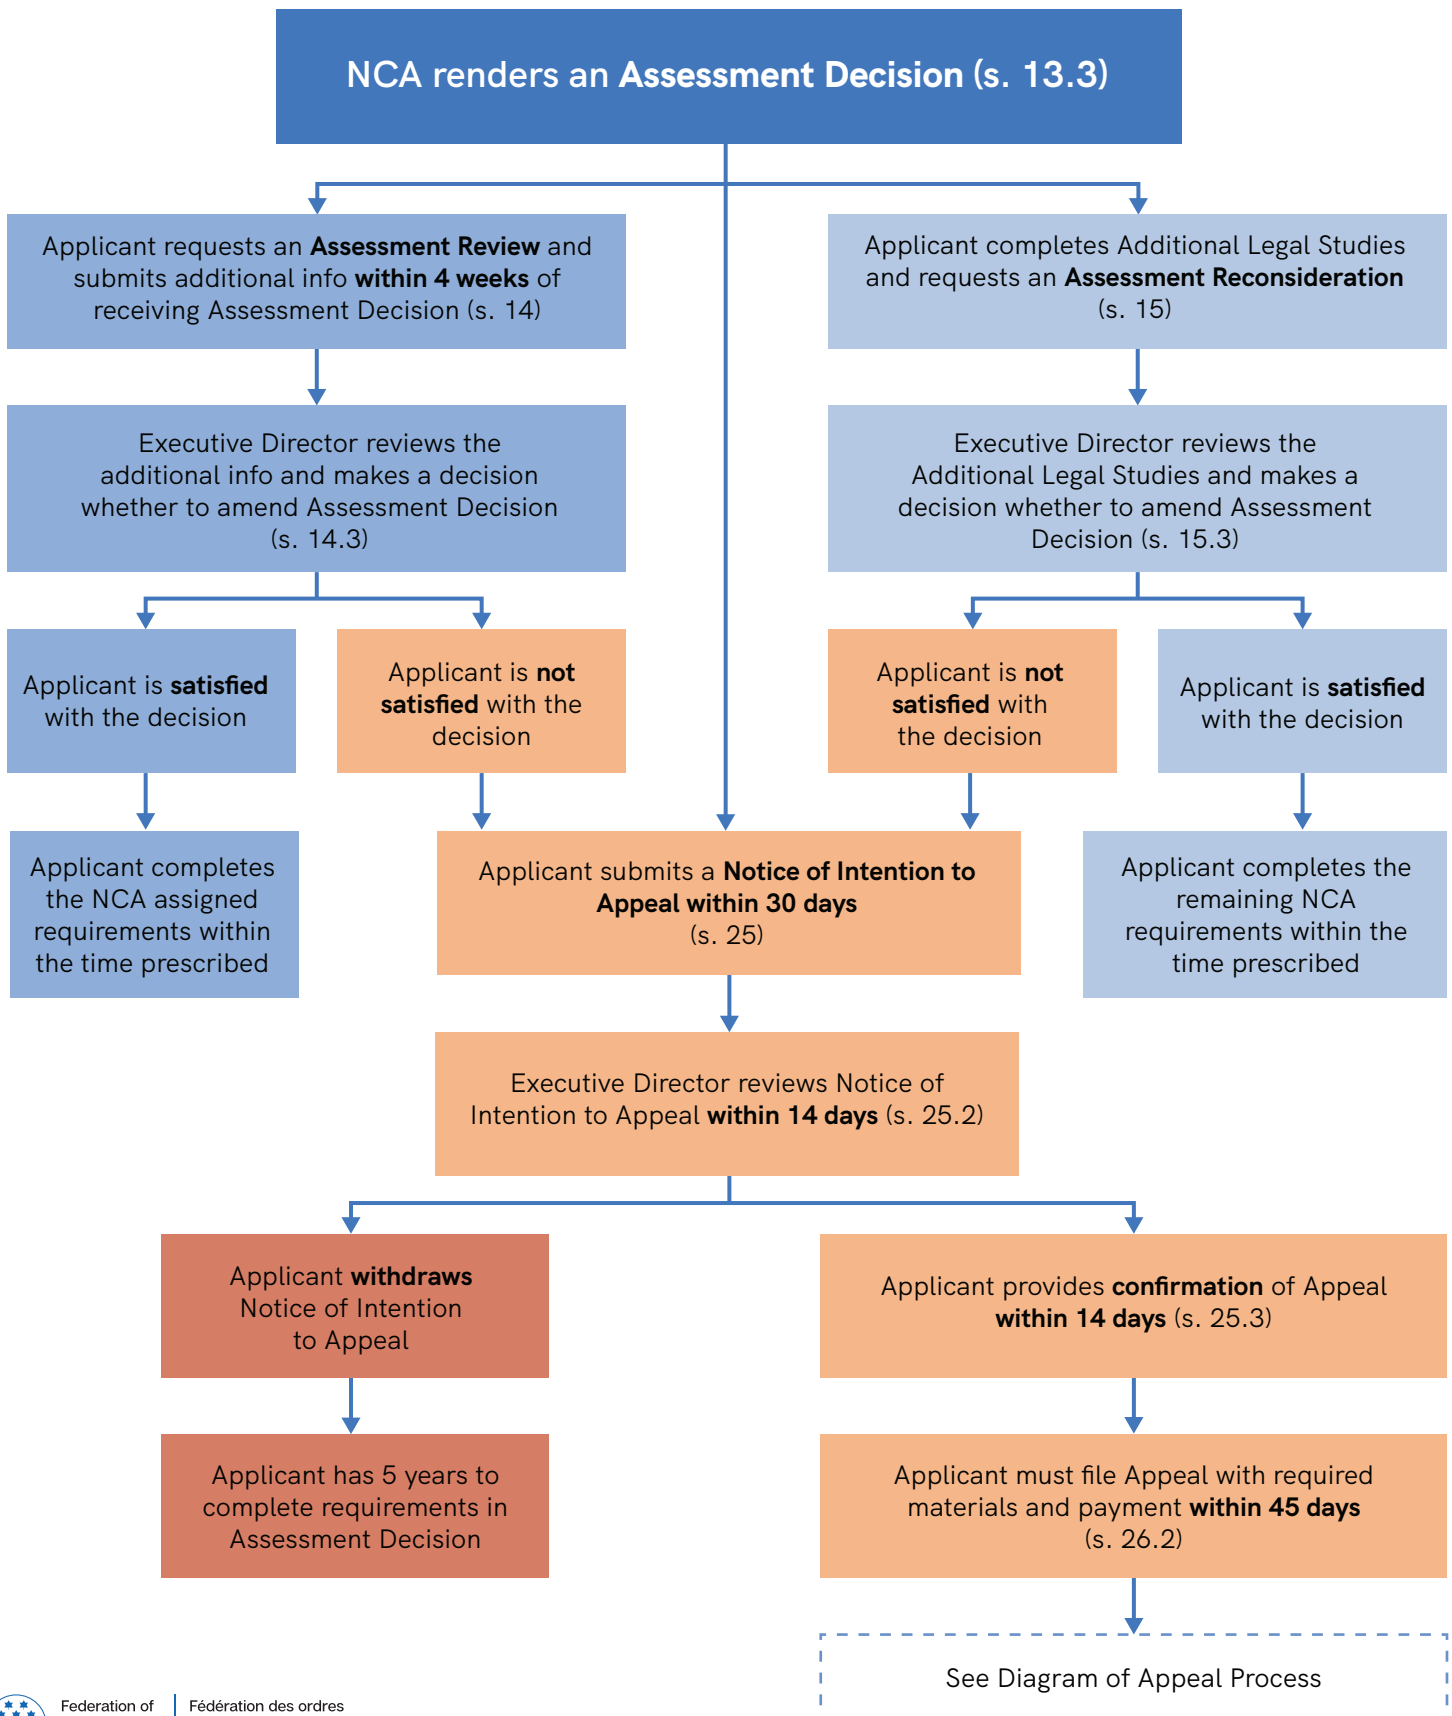 NCA renders an Assessment Decision (s. 13.3)
Applicant requests an Assessment Review and
submits additional info within 4 weeks of
receiving Assessment Decision (s. 14)
Applicant completes Additional Legal Studies
and requests an Assessment Reconsideration
(s. 15)
Executive Director reviews the
additional info and makes a decision
whether to amend Assessment Decision
(s. 14.3)
Executive Director reviews the
Additional Legal Studies and makes a
decision whether to amend Assessment
Decision (s. 15.3)
Applicant is satisfied
with the decision
Applicant is not
satisfied with the
decision
Applicant is not
satisfied with
the decision
Applicant is satisfied
with the decision
Applicant completes
the NCA assigned
requirements within
the time prescribed
Applicant submits a Notice of Intention to
Appeal within 30 days
(s. 25)
Applicant completes the
remaining NCA
requirements within the
time prescribed
Executive Director reviews Notice of
Intention to Appeal within 14 days (s. 25.2)
Applicant withdraws
Notice of Intention
to Appeal
Applicant provides confirmation of Appeal
within 14 days (s. 25.3)
Applicant has 5 years to
complete requirements in
Assessment Decision
Applicant must file Appeal with required
materials and payment within 45 days
(s. 26.2)
See Diagram of Appeal Process
Federation of
Fédération des ordres